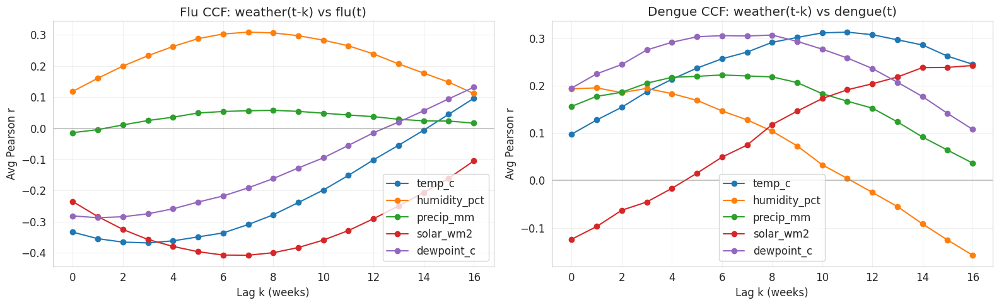 Flu CCF: weather(t-k) vs flu(t)
Avg Pearson r
0.3
0.2
0.1
0.0
−0.1
−0.2
−0.3
−0.4
0 2 4 6 8 10 12 14 16
Lag k (weeks)
temp_c
humidity_pct
precip_mm
solar_wm2
dewpoint_c
Dengue CCF: weather(t-k) vs dengue(t)
Avg Pearson r
0.3
0.2
0.1
0.0
−0.1
0 2 4 6 8 10 12 14 16
Lag k (weeks)
temp_c
humidity_pct
precip_mm
solar_wm2
dewpoint_c